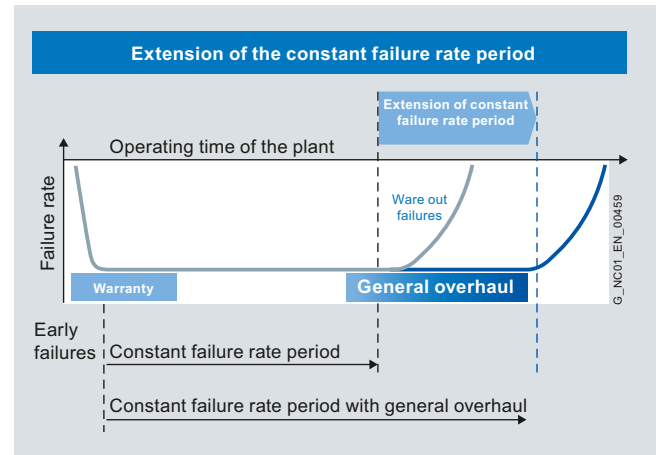 Extension of the constant failure rate period
Extension of constant
failure rate period
Operating time of the plant
Failure rate
Ware out
failures
G_NC01_EN_00459
Warranty
General overhaul
Early
failures
Constant failure rate period
Constant failure rate period with general overhaul